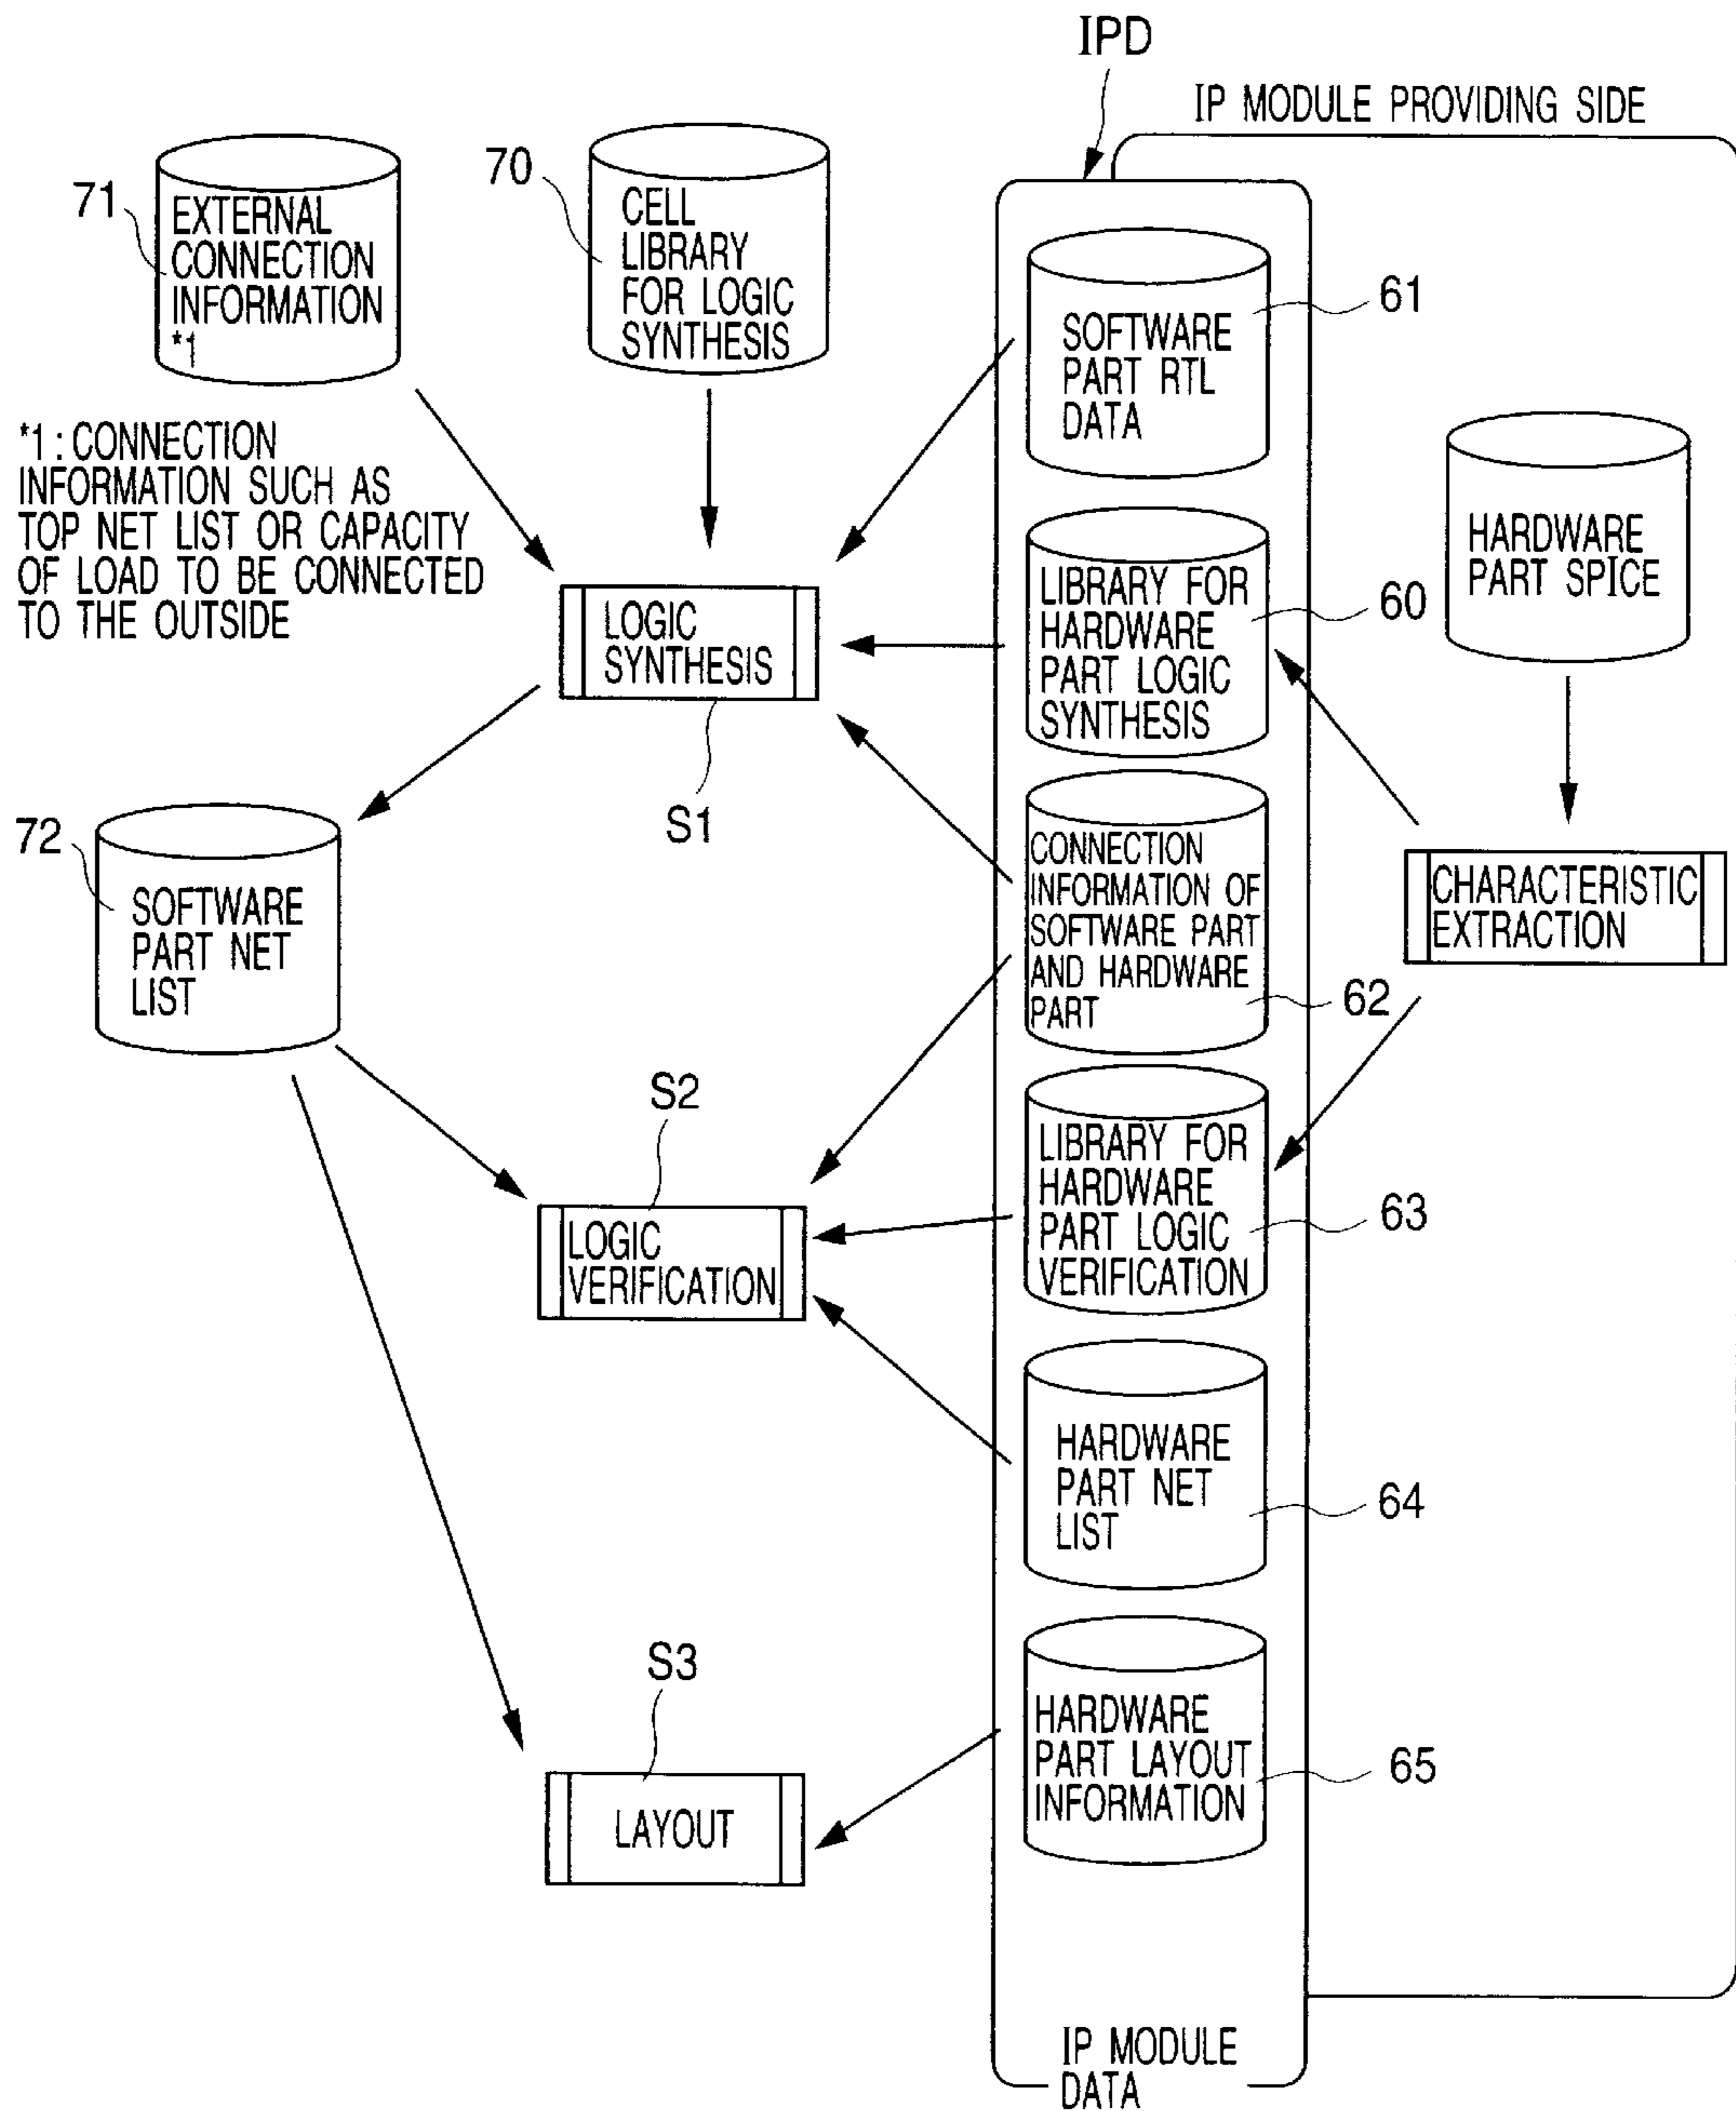 IPD
IP MODULE PROVIDING SIDE
71
EXTERNAL
CONNECTION
INFORMATION
*1
70
CELL
LIBRARY
FOR LOGIC
SYNTHESIS
*1 : CONNECTION
INFORMATION SUCH AS
TOP NET LIST OR CAPACITY
OF LOAD TO BE CONNECTED
TO THE OUTSIDE
SOFTWARE
PART RTL
DATA
61
HARDWARE
PART SPICE
LIBRARY FOR
HARDWARE
PART LOGIC
SYNTHESIS
60
LOGIC
SYNTHESIS
S1
72
SOFTWARE
PART NET
LIST
CONNECTION
INFORMATION OF
SOFTWARE PART
AND HARDWARE
PART
62
CHARACTERISTIC
EXTRACTION
S2
LOGIC
VERIFICATION
LIBRARY FOR
HARDWARE
PART LOGIC
VERIFICATION
63
HARDWARE
PART NET
LIST
64
S3
LAYOUT
HARDWARE
PART LAYOUT
INFORMATION
65
IP MODULE
DATA